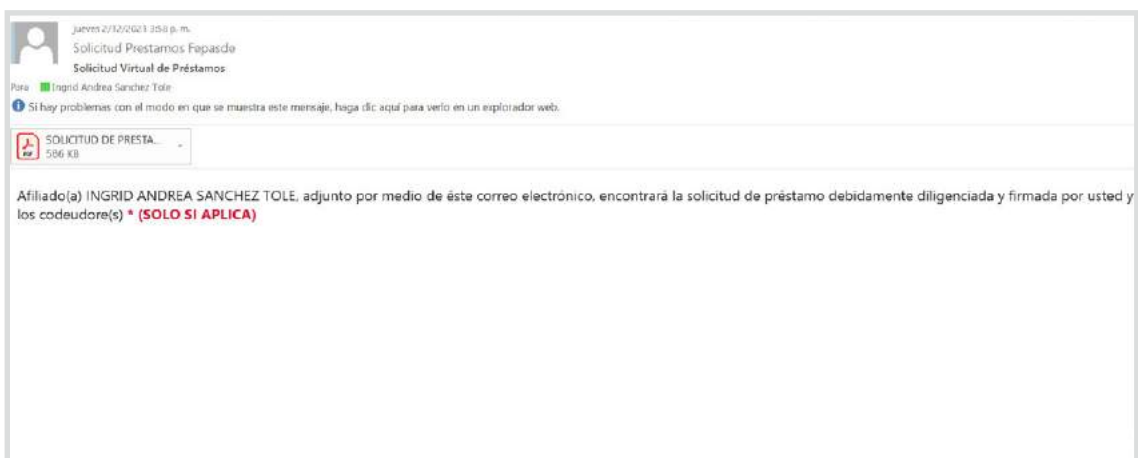 jueves 2/12/2021 3:58 p. m.
Solicitud Prestamos Fepasde
Solicitud Virtual de Préstamos
Para Ingrid Andrea Sanchez Tole
Si hay problemas con el modo en que se muestra este mensaje, haga clic aquí para verlo en un explorador web.
SOLICITUD DE PRESTA...
586 KB
Afiliado(a) INGRID ANDREA SANCHEZ TOLE, adjunto por medio de éste correo electrónico, encontrará la solicitud de préstamo debidamente diligenciada y firmada por usted y
los codeudore(s) * (SOLO SI APLICA)